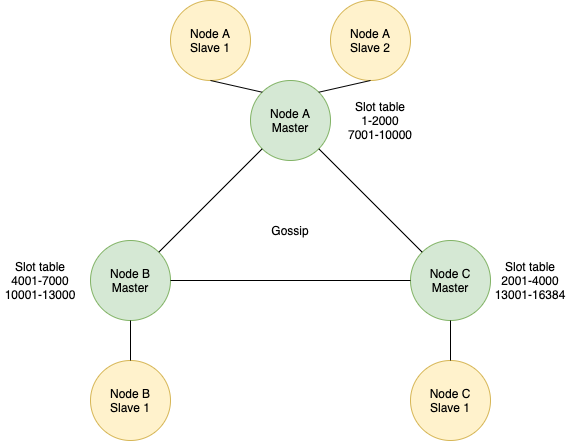 Node A
Slave 1
Node A
Slave 2
Node A
Master
Slot table
1-2000
7001-10000
Gossip
Slot table
4001-7000
10001-13000
Node B
Master
Node C
Master
Slot table
2001-4000
13001-16384
Node B
Slave 1
Node C
Slave 1